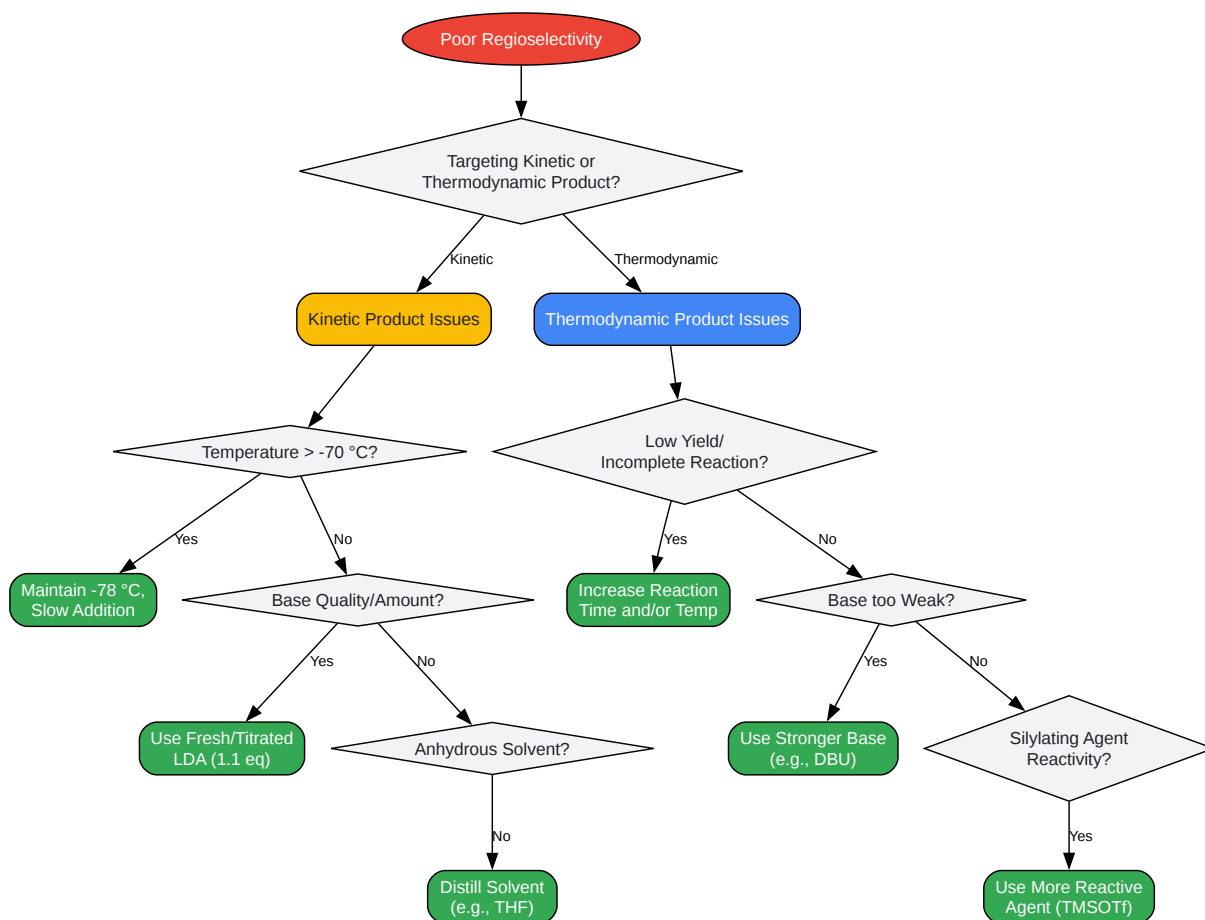 Poor Regioselectivity
Targeting Kinetic or
Thermodynamic Product?
Kinetic
Thermodynamic
Kinetic Product Issues
Thermodynamic Product Issues
Temperature > -70 °C?
Low Yield/
Incomplete Reaction?
Yes
No
Yes
No
Maintain -78 °C,
Slow Addition
Base Quality/Amount?
Increase Reaction
Time and/or Temp
Base too Weak?
Yes
No
Yes
No
Use Fresh/Titrated
LDA (1.1 eq)
Anhydrous Solvent?
Use Stronger Base
(e.g., DBU)
Silylating Agent
Reactivity?
No
Yes
Distill Solvent
(e.g., THF)
Use More Reactive
Agent (TMSOTf)